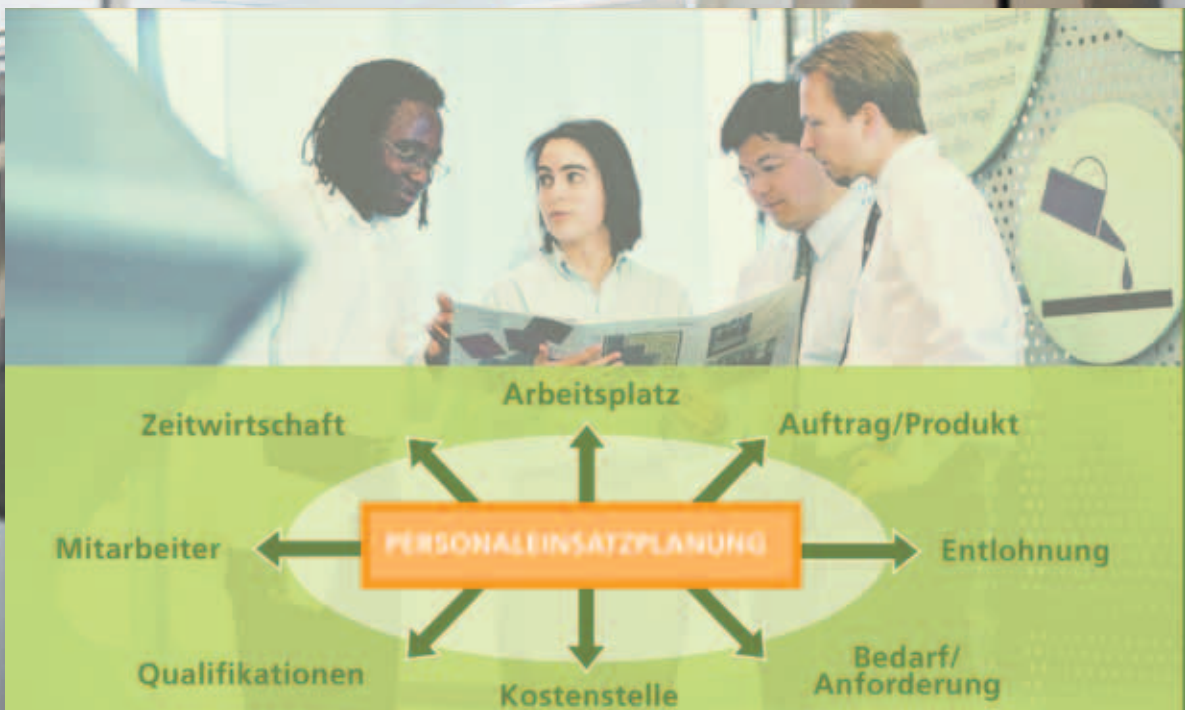 Arbeitsplatz
Zeitwirtschaft
Auftrag/Produkt
PERSONALEINSATZPLANUNG
Mitarbeiter
Entlohnung
Qualifikationen
Kostenstelle
Bedarf/
Anforderung